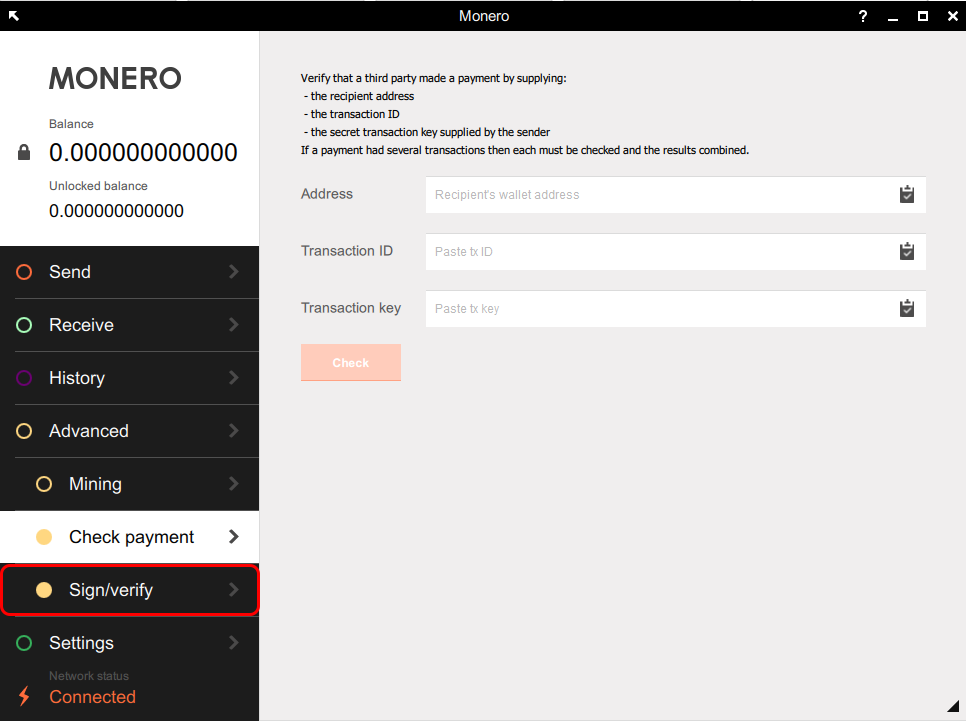 Monero
?
MONERO
Balance
0.000000000000
Unlocked balance
0.000000000000
Send
Receive
History
Advanced
Mining
Check payment
Sign/verify
Settings
Network status
Connected
Verify that a third party made a payment by supplying:
- the recipient address
- the transaction ID
- the secret transaction key supplied by the sender
If a payment had several transactions then each must be checked and the results combined.
Address
Recipient's wallet address
Transaction ID
Paste tx ID
Transaction key
Paste tx key
Check